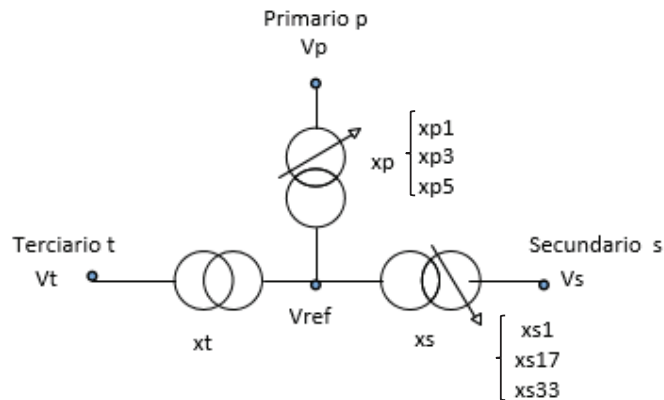 Primario p
Vp
xp
xp1
xp3
xp5
Terciario t
Vt
Secundario s
Vs
Vref
xt
xs
xs1
xs17
xs33